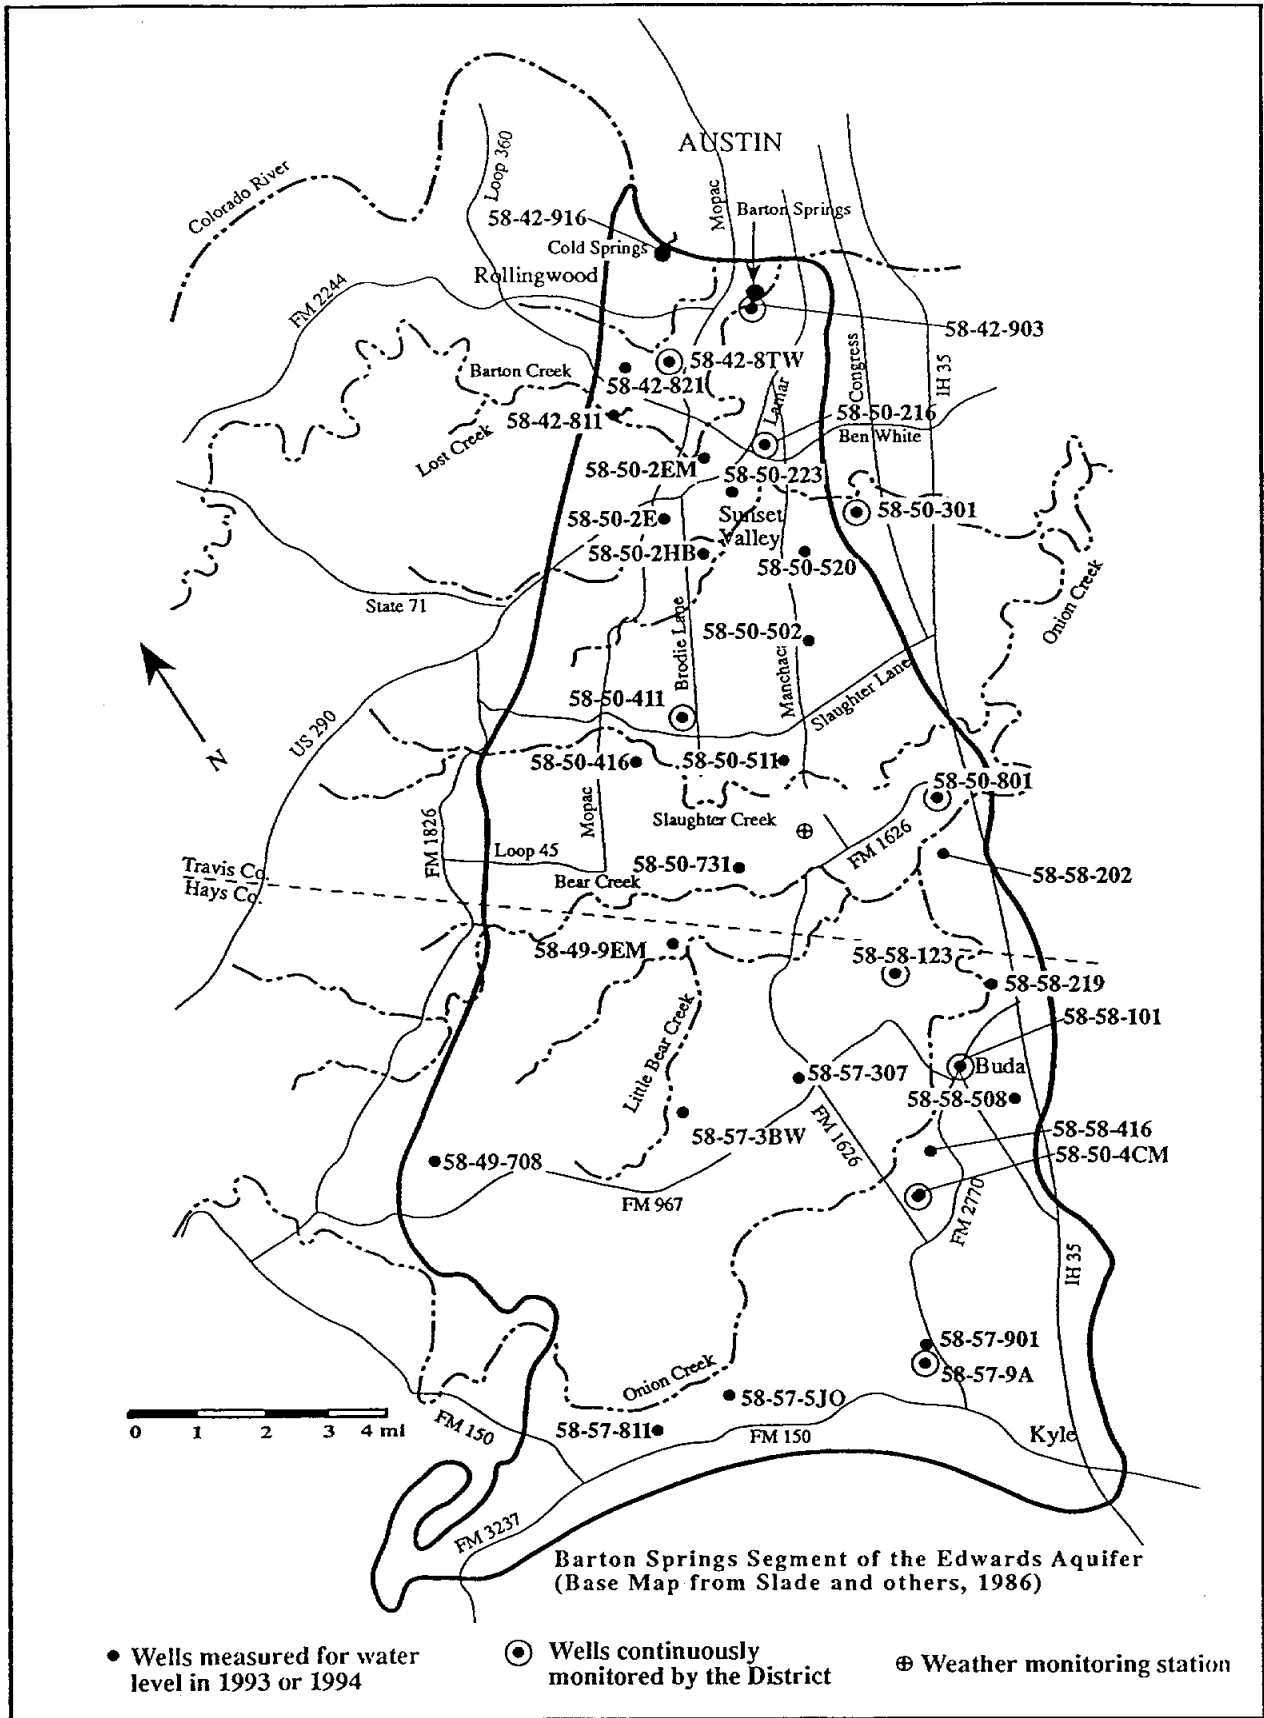 AUSTIN
Colorado River
Loop 360
58-42-916
Mopac
Barton Springs
Cold Springs
Rollingwood
FM 2244
58-42-903
Barton Creek
58-42-8TW
58-42-821
Congress
IH 35
Lamar
58-42-811
58-50-216
Ben White
Lost Creek
58-50-2EM
58-50-223
58-50-2E
Sunset
Valley
58-50-301
58-50-2HB
58-50-520
Onion Creek
State 71
58-50-502
Brodie Lane
Manchac
Slaughter Lane
58-50-411
US 290
N
58-50-416
58-50-511
58-50-801
Mopac
Slaughter Creek
FM 1826
FM 1626
Loop 45
58-50-731
58-58-202
Travis Co.
Hays Co.
Bear Creek
58-49-9EM
58-58-123
58-58-219
58-58-101
Little Bear Creek
58-57-307
Buda
58-58-508
58-57-3BW
FM 1626
58-58-416
58-50-4CM
58-49-708
FM 967
FM 2770
IH 35
58-57-901
58-57-9A
Onion Creek
58-57-5JO
0 1 2 3 4 mi
FM 150
58-57-811
FM 150
Kyle
FM 3237
Barton Springs Segment of the Edwards Aquifer
(Base Map from Slade and others, 1986)
Wells measured for water
level in 1993 or 1994
Wells continuously
monitored by the District
Weather monitoring station